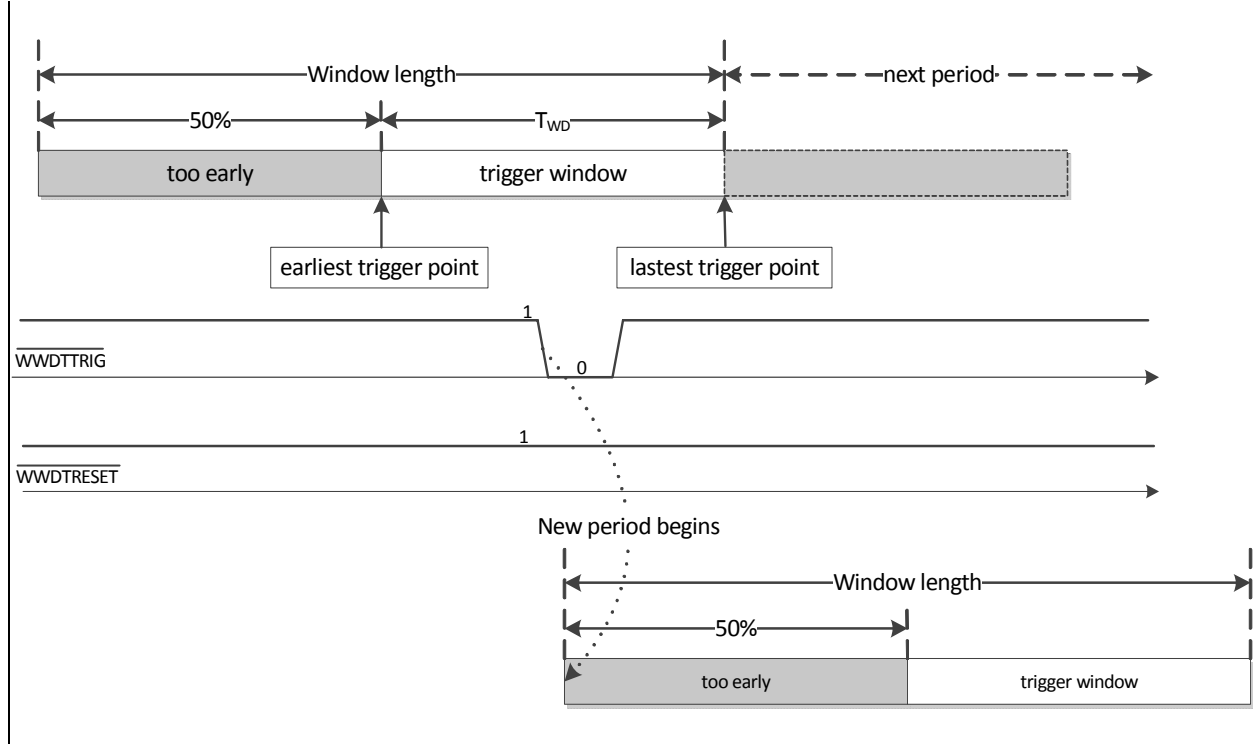 Window length
next period
50%
TWD
too early
trigger window
earliest trigger point
lastest trigger point
1
WWDTTRIG
0
1
WWDTRESET
New period begins
Window length
50%
too early
trigger window